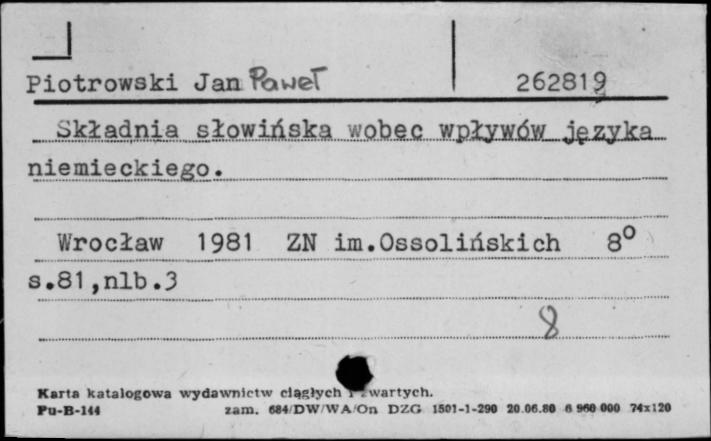 Piotrowski Jan Paweł 262819
Składnia słowińska wobec wpływów języka
niemieckiego.
Wrocław 1981 ZN im.Ossolińskich 8°
s.81,nlb.3
8
Karta katalogowa wydawnictw ciągłych i zwartych.
Pu-B-144 zam. 684/DW/WA/On DZG 1501-1-290 20.06.80 6 960 000 74x120